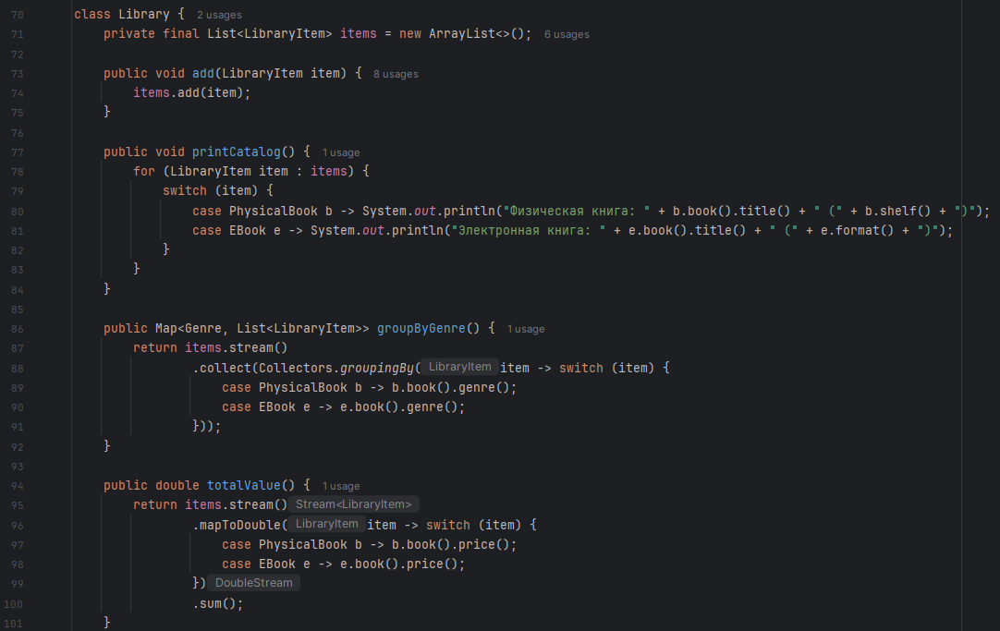 70 class Library { 2 usages
71 private final List<LibraryItem> items = new ArrayList<>(); 6 usages
72
73 public void add(LibraryItem item) { 8 usages
74 items.add(item);
75 }
76
77 public void printCatalog() { 1 usage
78 for (LibraryItem item : items) {
79 switch (item) {
80 case PhysicalBook b -> System.out.println("Физическая книга: " + b.book().title() + " (" + b.shelf() + ")");
81 case EBook e -> System.out.println("Электронная книга: " + e.book().title() + " (" + e.format() + ")");
82 }
83 }
84 }
85
86 public Map<Genre, List<LibraryItem>> groupByGenre() { 1 usage
87 return items.stream()
88 .collect(Collectors.groupingBy( LibraryItem item -> switch (item) {
89 case PhysicalBook b -> b.book().genre();
90 case EBook e -> e.book().genre();
91 }));
92 }
93
94 public double totalValue() { 1 usage
95 return items.stream() Stream<LibraryItem>
96 .mapToDouble( LibraryItem item -> switch (item) {
97 case PhysicalBook b -> b.book().price();
98 case EBook e -> e.book().price();
99 }) DoubleStream
100 .sum();
101 }